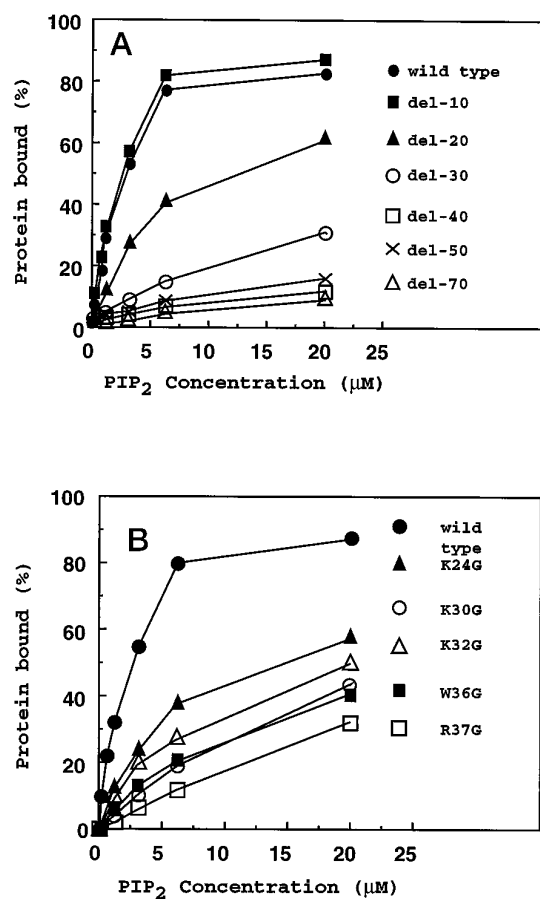 A
100
80
60
40
20
0
Protein bound (%)
0 5 10 15 20 25
PIP2 Concentration (μM)
wild type
del-10
del-20
del-30
del-40
del-50
del-70
B
100
80
60
40
20
0
Protein bound (%)
0 5 10 15 20 25
PIP2 Concentration (μM)
wild
type
K24G
K30G
K32G
W36G
R37G